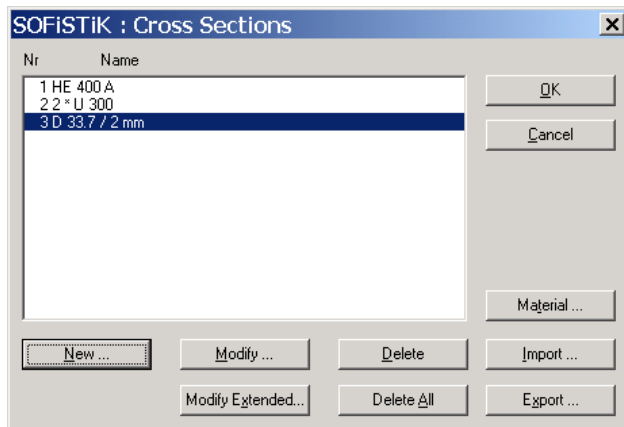 SOFiSTiK : Cross Sections
Nr Name
1 HE 400 A
2 2 * U 300
3 D 33.7 / 2 mm
OK
Cancel
Material ...
New ... Modify ... Delete Import ...
Modify Extended... Delete All Export ...